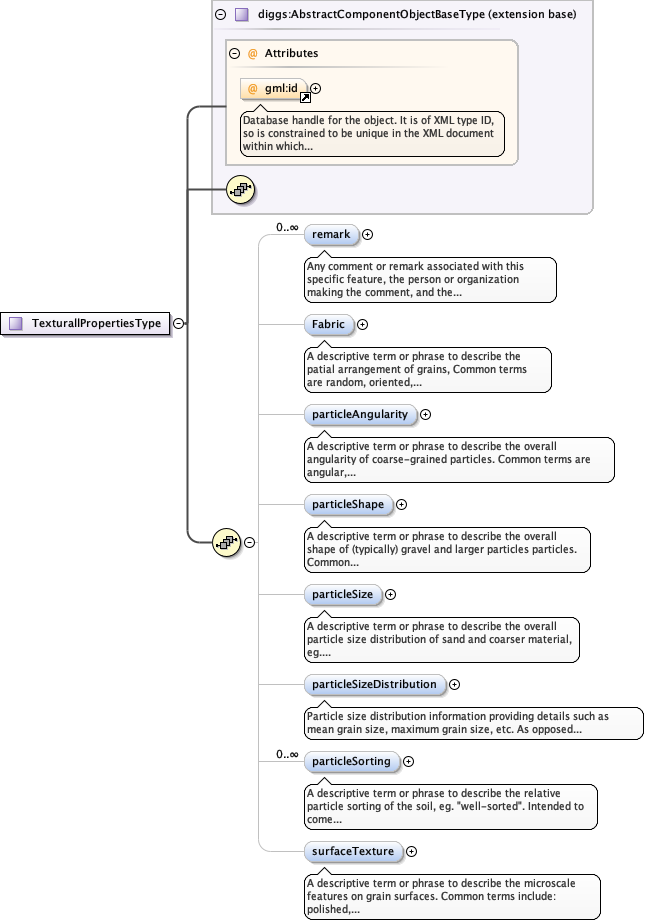 diggs:AbstractComponentObjectBaseType (extension base)
@ Attributes
@ gml:id
Database handle for the object. It is of XML type ID,
so is constrained to be unique in the XML document
within which...
0..∞
remark
Any comment or remark associated with this
specific feature, the person or organization
making the comment, and the...
TexturallPropertiesType
Fabric
A descriptive term or phrase to describe the
patial arrangement of grains, Common terms
are random, oriented,...
particleAngularity
A descriptive term or phrase to describe the overall
angularity of coarse-grained particles. Common terms are
angular,...
particleShape
A descriptive term or phrase to describe the overall
shape of (typically) gravel and larger particles particles.
Common...
particleSize
A descriptive term or phrase to describe the overall
particle size distribution of sand and coarser material,
eg....
particleSizeDistribution
Particle size distribution information providing details such as
mean grain size, maximum grain size, etc. As opposed...
0..∞
particleSorting
A descriptive term or phrase to describe the relative
particle sorting of the soil, eg. "well-sorted". Intended to
come...
surfaceTexture
A descriptive term or phrase to describe the microscale
features on grain surfaces. Common terms include:
polished,...